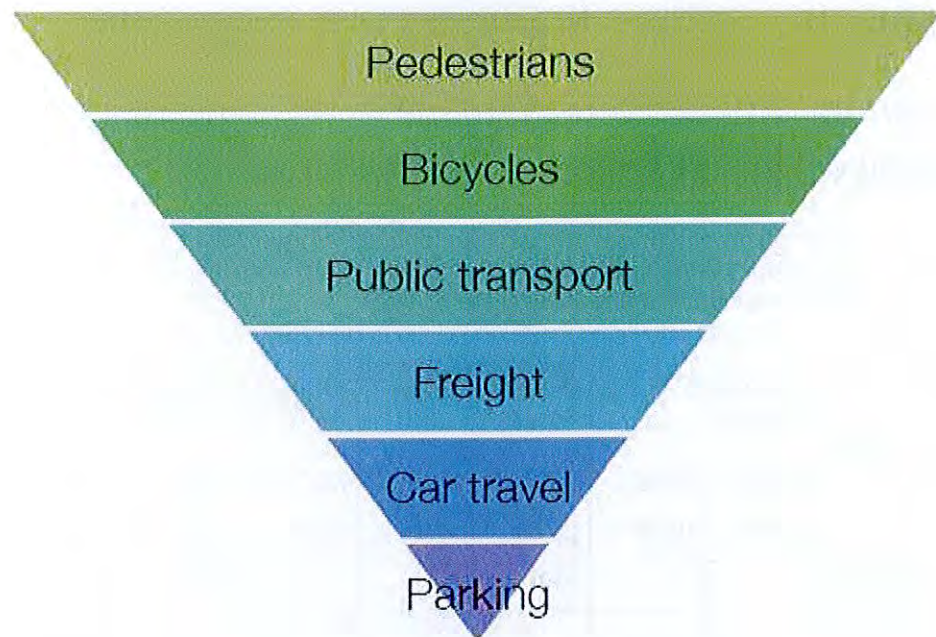 Pedestrians
Bicycles
Public transport
Freight
Car travel
Parking